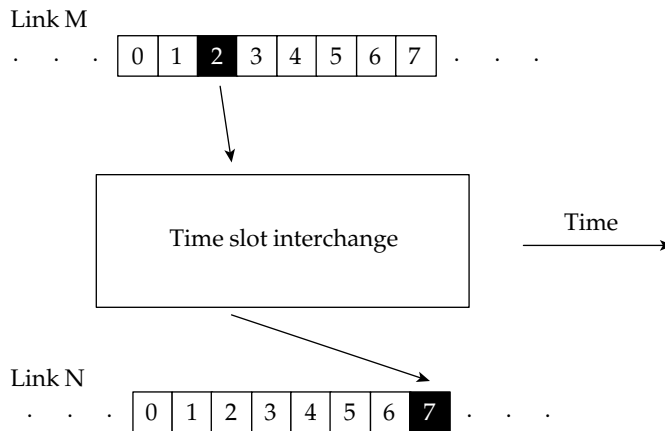 Link M
. . . 0 1 2 3 4 5 6 7 . . .
Time slot interchange
Time
Link N
. . . 0 1 2 3 4 5 6 7 . . .